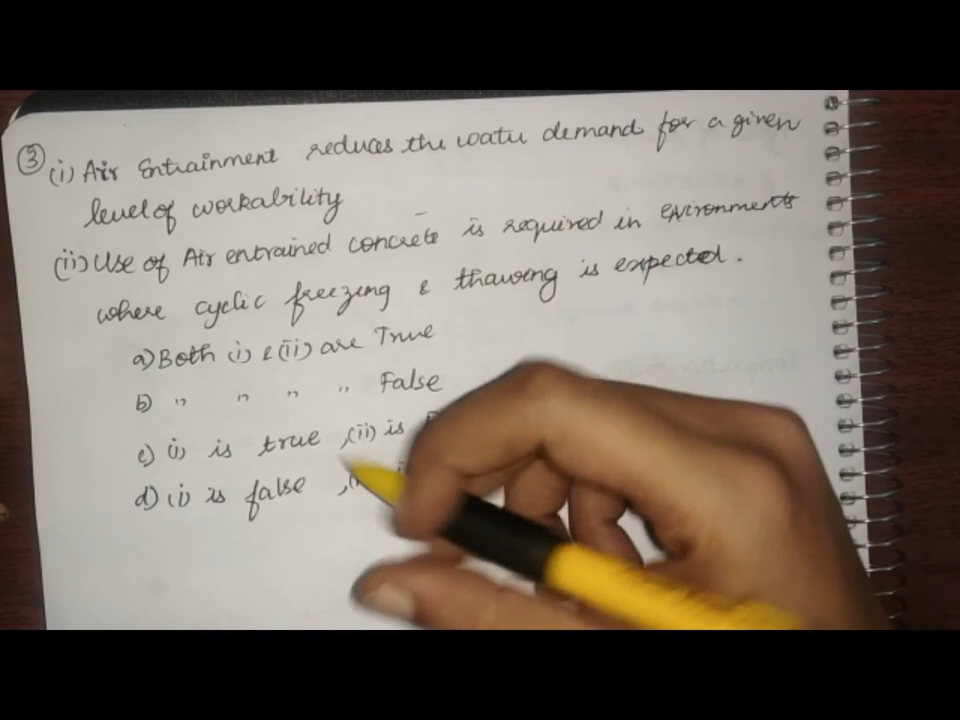 ③ (i) Air Entrainment reduces the water demand for a given
level of workability
(ii) Use of Air entrained concrete is required in evironments
where cyclic freezing & thawing is expected.
a) Both (i) & (ii) are True
b) " " " " False
c) (i) is true, (ii) is
d) (i) is false,